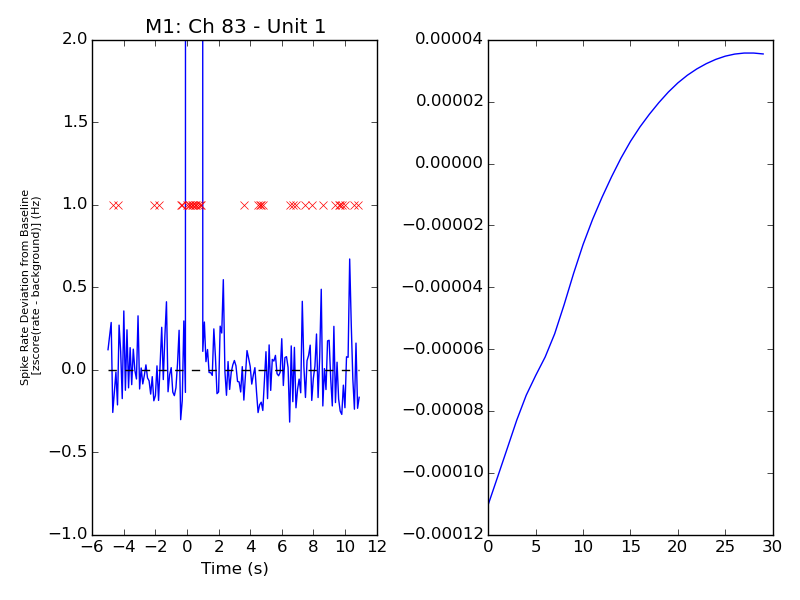 M1: Ch 83 - Unit 1
2.0
1.5
1.0
0.5
0.0
−0.5
−1.0
Spike Rate Deviation from Baseline
[zscore(rate - background)] (Hz)
−6 −4 −2 0 2 4 6 8 10 12
Time (s)
0.00004
0.00002
0.00000
−0.00002
−0.00004
−0.00006
−0.00008
−0.00010
−0.00012
0 5 10 15 20 25 30